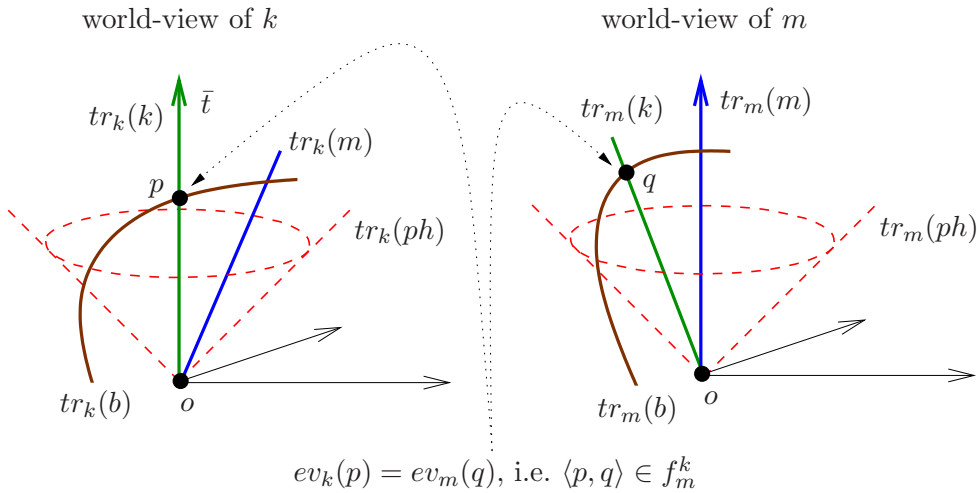 world-view of k
world-view of m
t̄
tr_k(k)
tr_k(m)
p
tr_k(ph)
tr_k(b)
o
tr_m(k)
tr_m(m)
q
tr_m(ph)
tr_m(b)
o
ev_k(p) = ev_m(q), i.e. ⟨p, q⟩ ∈ f_m^k